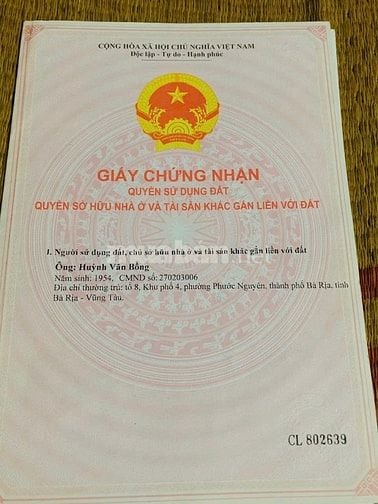 CỘNG HÒA XÃ HỘI CHỦ NGHĨA VIỆT NAM
Độc lập - Tự do - Hạnh phúc
GIẤY CHỨNG NHẬN
QUYỀN SỬ DỤNG ĐẤT
QUYỀN SỞ HỮU NHÀ Ở VÀ TÀI SẢN KHÁC GẮN LIỀN VỚI ĐẤT
I. Người sử dụng đất, chủ sở hữu nhà ở và tài sản khác gắn liền với đất
Ông: Huỳnh Văn Bông
Năm sinh: 1954, CMND số: 270203006
Địa chỉ thường trú: tổ 8, Khu phố 4, phường Phước Nguyên, thành phố Bà Rịa, tỉnh
Bà Rịa - Vũng Tàu.
CL 802639